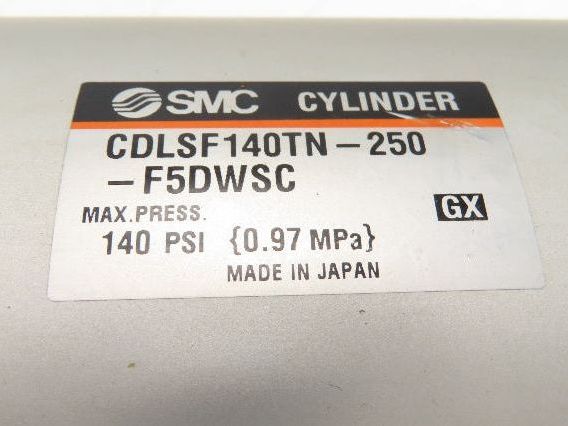 SMC CYLINDER
CDLSF140TN-250
-F5DWSC
MAX.PRESS.
GX
140 PSI {0.97 MPa}
MADE IN JAPAN